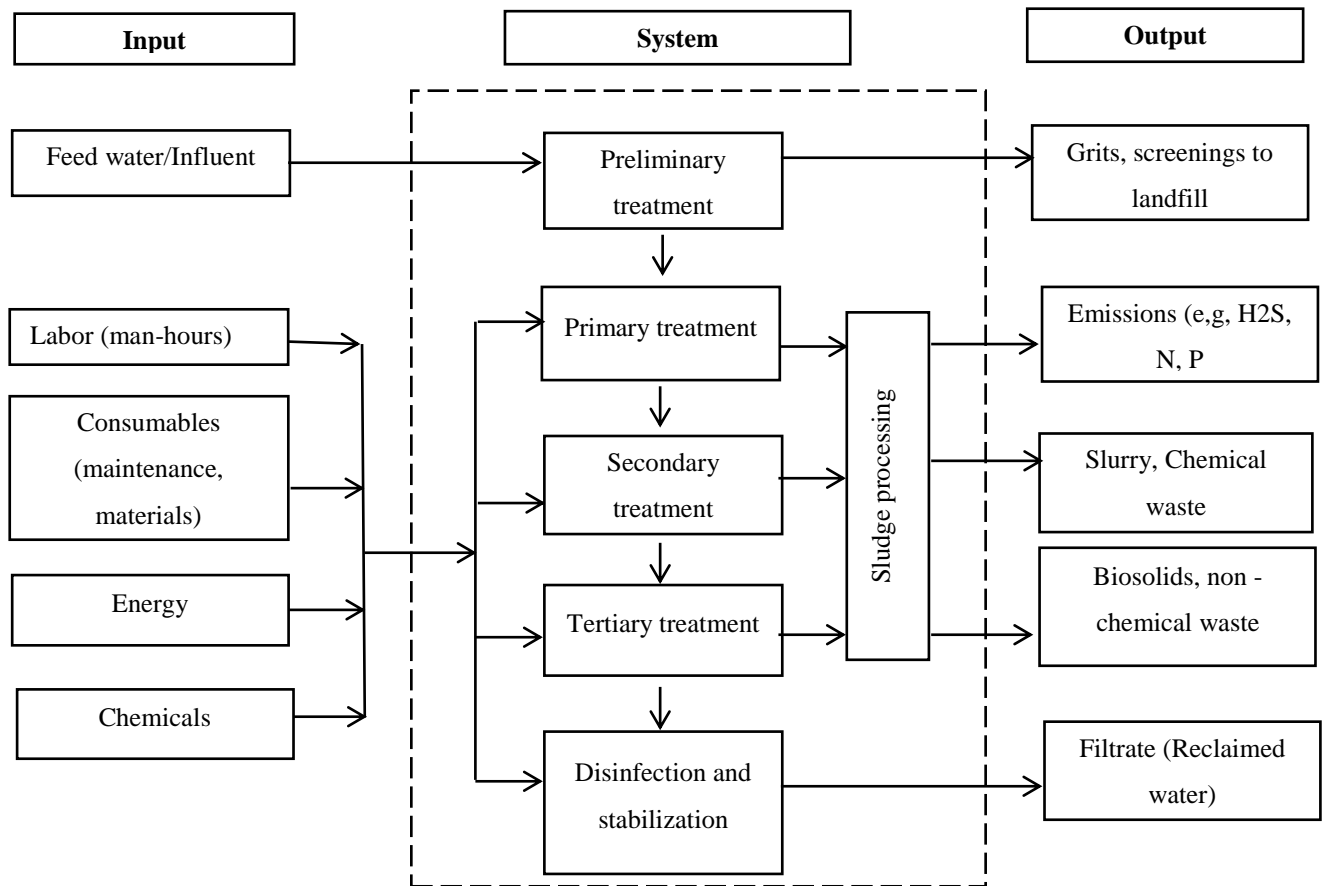 Input
System
Output
Feed water/Influent
Preliminary
treatment
Grits, screenings to
landfill
Labor (man-hours)
Primary treatment
Emissions (e,g, H2S,
N, P
Consumables
(maintenance,
materials)
Secondary
treatment
Sludge processing
Slurry, Chemical
waste
Energy
Tertiary treatment
Biosolids, non -
chemical waste
Chemicals
Disinfection and
stabilization
Filtrate (Reclaimed
water)